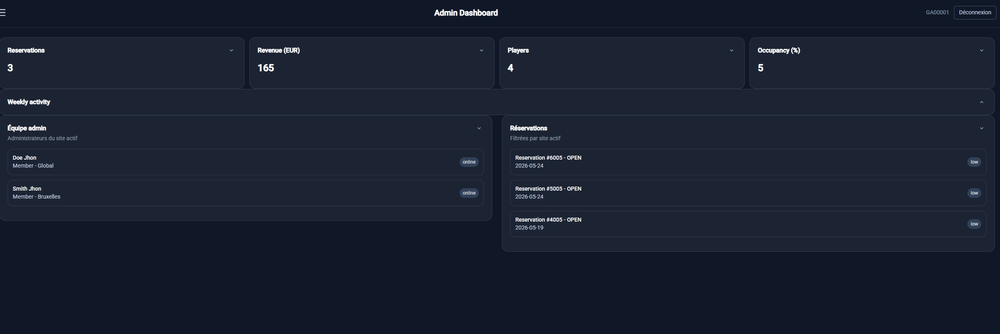 Admin Dashboard
GA00001
Déconnexion
Reservations
3
Revenue (EUR)
165
Players
4
Occupancy (%)
5
Weekly activity
Équipe admin
Administrateurs du site actif
Doe Jhon
Member - Global
online
Smith Jhon
Member - Bruxelles
online
Réservations
Filtrées par site actif
Reservation #6005 - OPEN
2026-05-24
low
Reservation #5005 - OPEN
2026-05-24
low
Reservation #4005 - OPEN
2026-05-19
low